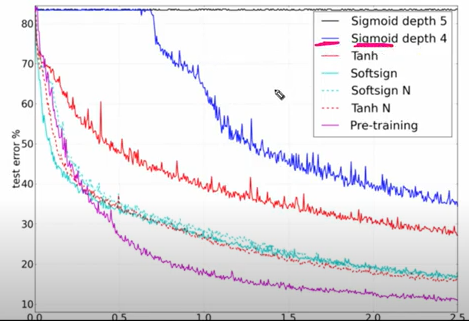 80
70
60
50
40
30
20
10
test error %
Sigmoid depth 5
Sigmoid depth 4
Tanh
Softsign
Softsign N
Tanh N
Pre-training
0.0 0.5 1.0 1.5 2.0 2.5